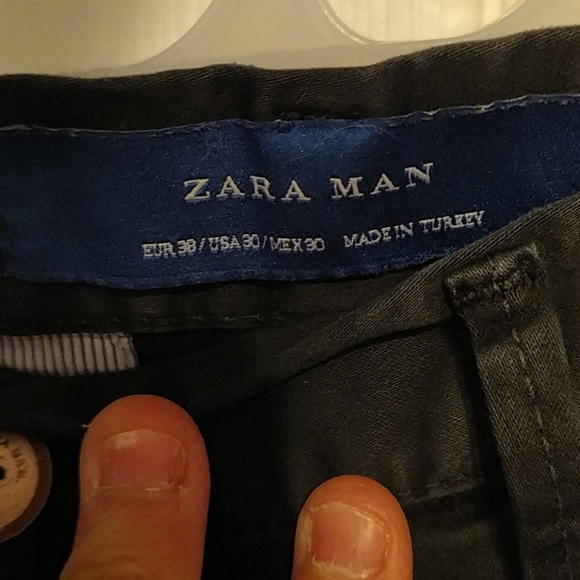 ZARA MAN
EUR 38 / USA 30 / MEX 30 MADE IN TURKEY